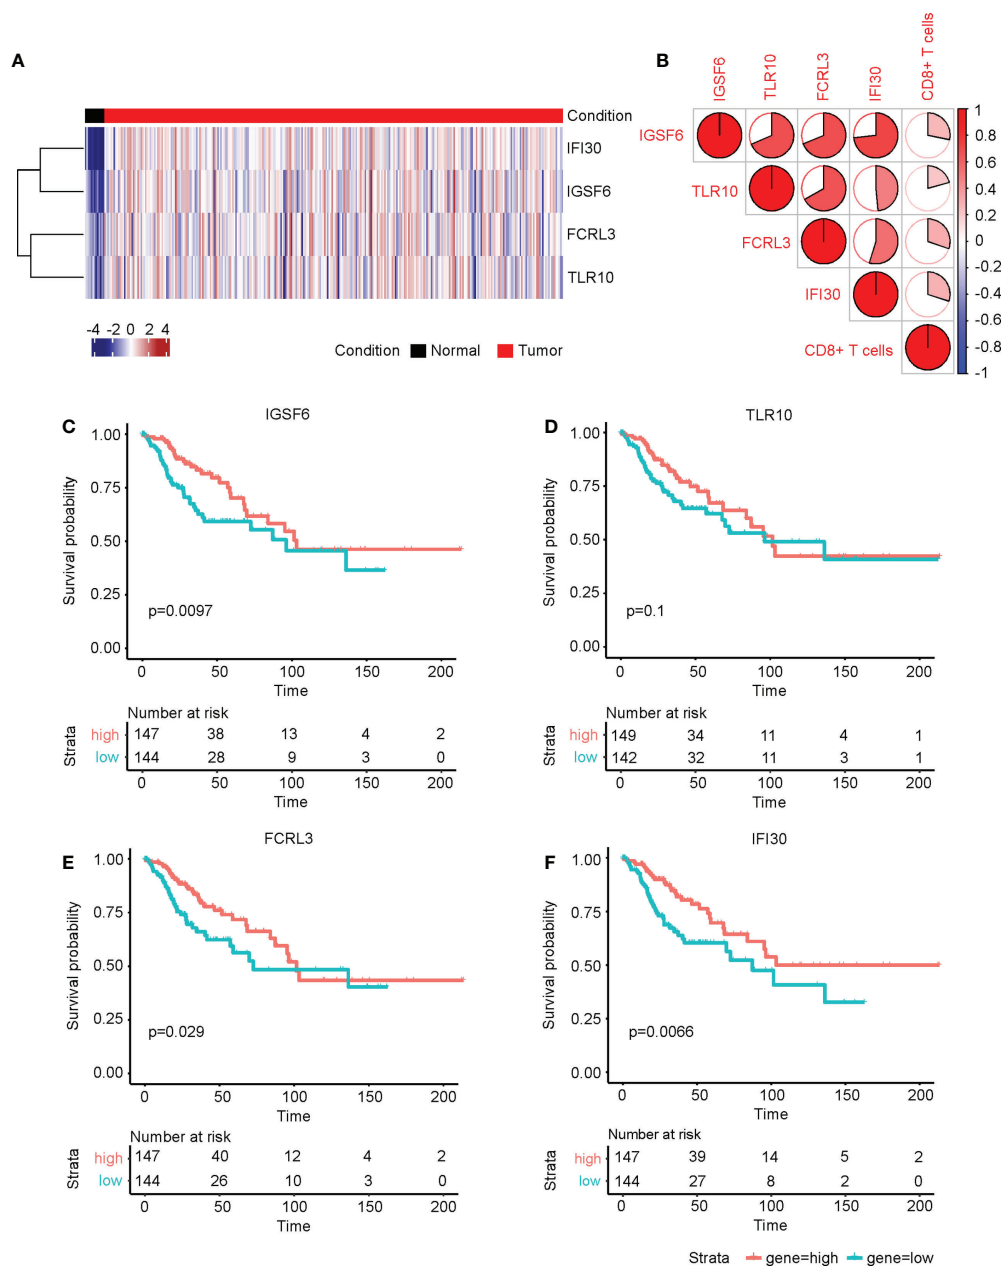 A
Condition
IFI30
IGSF6
FCRL3
TLR10
-4 -2 0 2 4
Condition Normal Tumor
B
IGSF6 TLR10 FCRL3 IFI30 CD8+ T cells
IGSF6
TLR10
FCRL3
IFI30
CD8+ T cells
1
0.8
0.6
0.4
0.2
0
-0.2
-0.4
-0.6
-0.8
-1
C
IGSF6
Survival probability
1.00
0.75
0.50
0.25
0.00
p=0.0097
0 50 100 150 200
Time
Number at risk
Strata
high 147 38 13 4 2
low 144 28 9 3 0
0 50 100 150 200
Time
D
TLR10
Survival probability
1.00
0.75
0.50
0.25
0.00
p=0.1
0 50 100 150 200
Time
Number at risk
Strata
high 149 34 11 4 1
low 142 32 11 3 1
0 50 100 150 200
Time
E
FCRL3
Survival probability
1.00
0.75
0.50
0.25
0.00
p=0.029
0 50 100 150 200
Time
Number at risk
Strata
high 147 40 12 4 2
low 144 26 10 3 0
0 50 100 150 200
Time
F
IFI30
Survival probability
1.00
0.75
0.50
0.25
0.00
p=0.0066
0 50 100 150 200
Time
Number at risk
Strata
high 147 39 14 5 2
low 144 27 8 2 0
0 50 100 150 200
Time
Strata gene=high gene=low